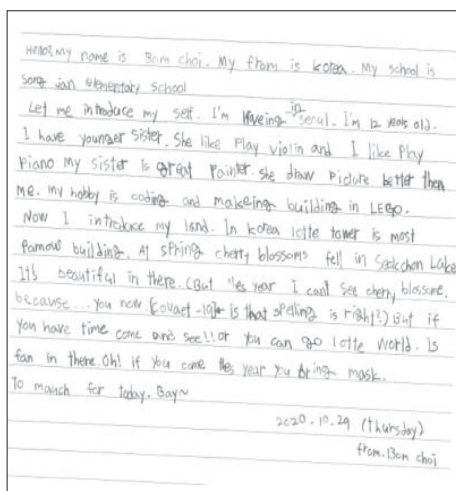 Hello? my name is Bom choi. My from is korea. My school is
song jan elementary school
Let me introduce my self. I'm liveing in seoul. I'm 12 years old.
I have younger sister. She like play violin and I like play
piano my sister is great painter. she draw picture better then
me. my hobby is coding and makeing building in LEGO.
Now I introduce my land. In korea lotte tower is most
famous building. At spring cherry blossoms fell in Seokchon Lake
It's beautiful in there. (But this year I can't see cherry blossome.
because... you now [covaet-19] is that spelling is right?) But if
you have time come and see!! or you can go lotte world. is
fan in there. Oh! if you come this year you bring mask.
To mauch for today. Bay~
2020.10.29 (thursday)
from. Bom choi